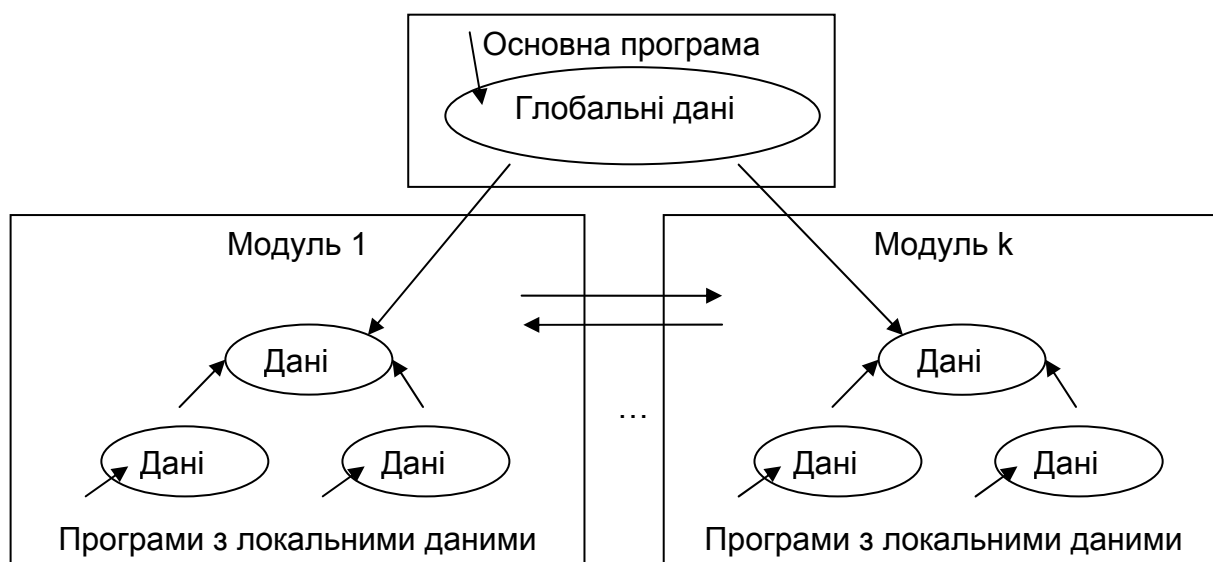 Основна програма
Глобальні дані
Модуль 1
Модуль k
Дані
Дані
...
Дані
Дані
Дані
Дані
Програми з локальними даними
Програми з локальними даними